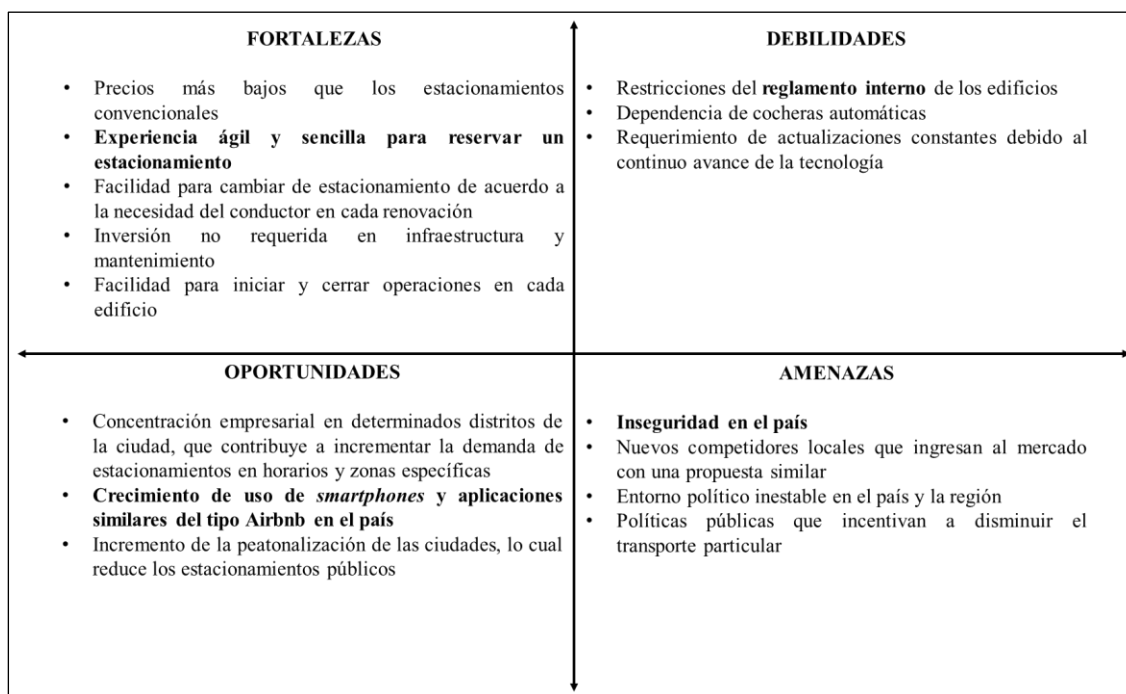 FORTALEZAS
• Precios más bajos que los estacionamientos
convencionales
• Experiencia ágil y sencilla para reservar un
estacionamiento
• Facilidad para cambiar de estacionamiento de acuerdo a
la necesidad del conductor en cada renovación
• Inversión no requerida en infraestructura y
mantenimiento
• Facilidad para iniciar y cerrar operaciones en cada
edificio
DEBILIDADES
• Restricciones del reglamento interno de los edificios
• Dependencia de cocheras automáticas
• Requerimiento de actualizaciones constantes debido al
continuo avance de la tecnología
OPORTUNIDADES
• Concentración empresarial en determinados distritos de
la ciudad, que contribuye a incrementar la demanda de
estacionamientos en horarios y zonas específicas
• Crecimiento de uso de smartphones y aplicaciones
similares del tipo Airbnb en el país
• Incremento de la peatonalización de las ciudades, lo cual
reduce los estacionamientos públicos
AMENAZAS
• Inseguridad en el país
• Nuevos competidores locales que ingresan al mercado
con una propuesta similar
• Entorno político inestable en el país y la región
• Políticas públicas que incentivan a disminuir el
transporte particular